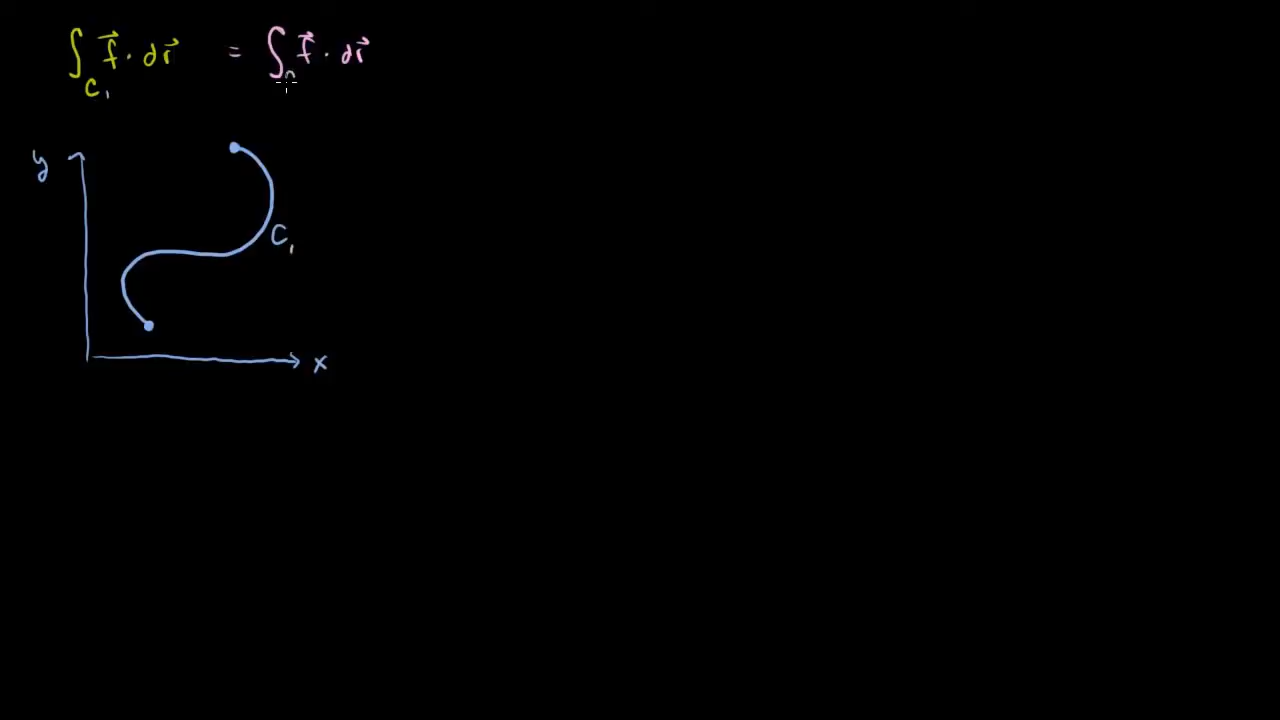 ∫_{C₁} f⃗ · dr⃗ = ∫ f⃗ · dr⃗
y
C₁
x